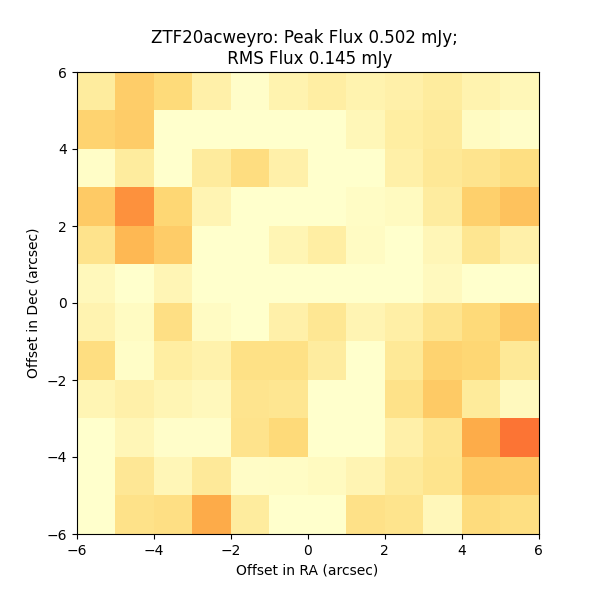 ZTF20acweyro: Peak Flux 0.502 mJy;
RMS Flux 0.145 mJy
6
4
2
0
−2
−4
−6
Offset in Dec (arcsec)
−6 −4 −2 0 2 4 6
Offset in RA (arcsec)